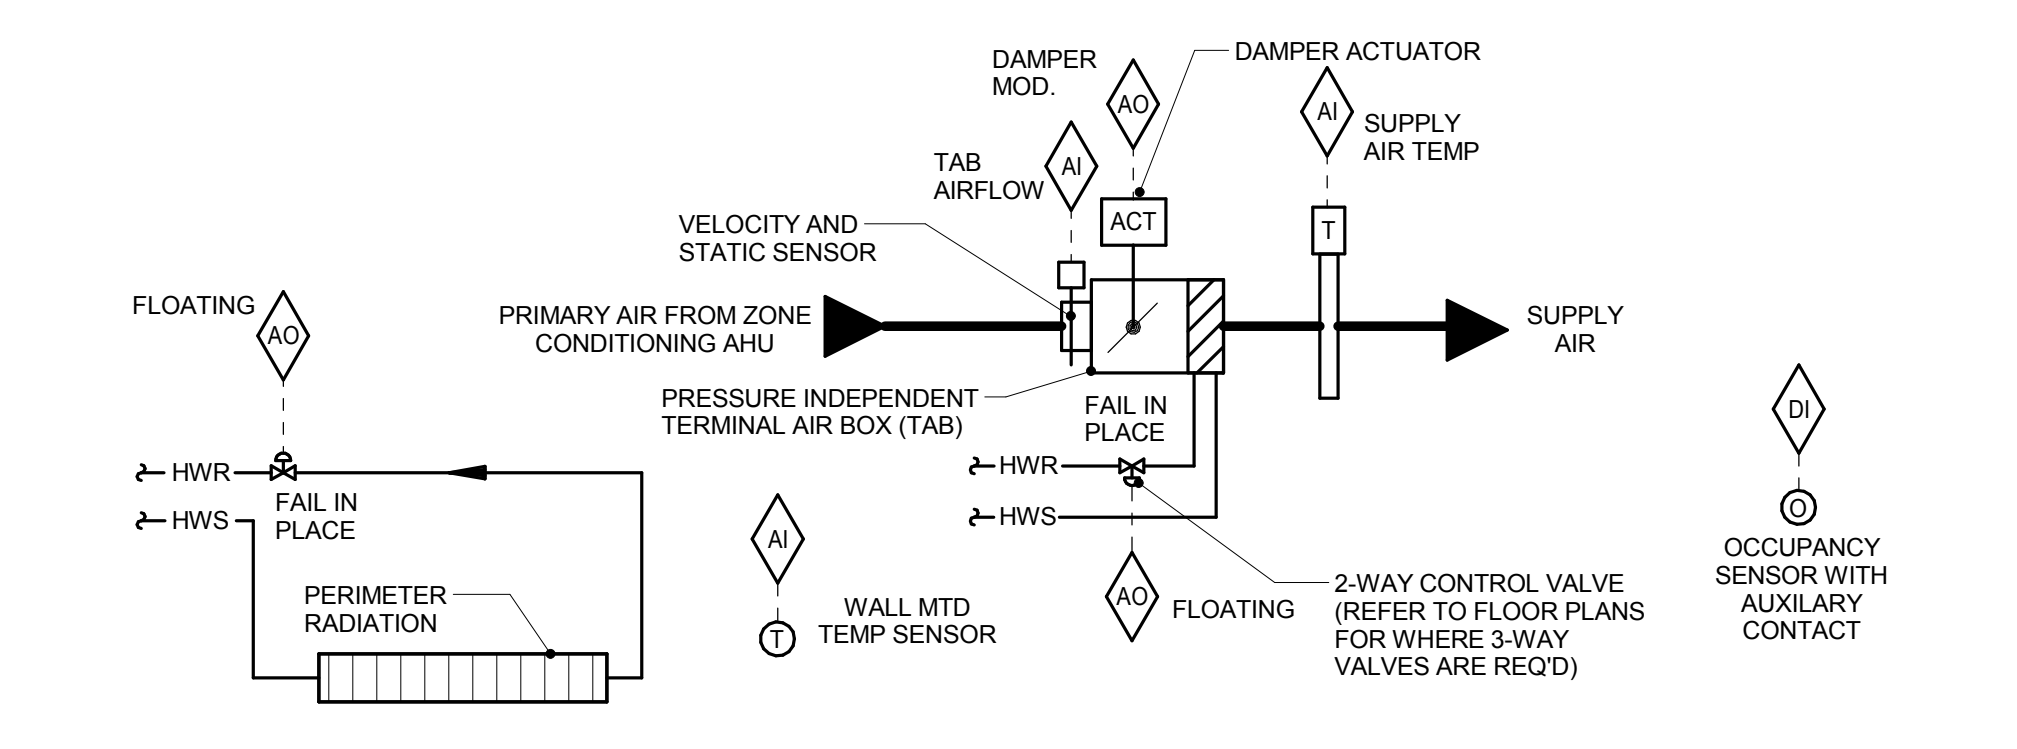 DAMPER
MOD.
AO
DAMPER ACTUATOR
AI
SUPPLY
AIR TEMP
TAB
AIRFLOW
AI
ACT
T
VELOCITY AND
STATIC SENSOR
FLOATING
AO
PRIMARY AIR FROM ZONE
CONDITIONING AHU
SUPPLY
AIR
PRESSURE INDEPENDENT
TERMINAL AIR BOX (TAB)
FAIL IN
PLACE
DI
HWR
FAIL IN
PLACE
HWS
HWR
HWS
AI
O
OCCUPANCY
SENSOR WITH
AUXILARY
CONTACT
PERIMETER
RADIATION
T
WALL MTD
TEMP SENSOR
AO
FLOATING
2-WAY CONTROL VALVE
(REFER TO FLOOR PLANS
FOR WHERE 3-WAY
VALVES ARE REQ'D)